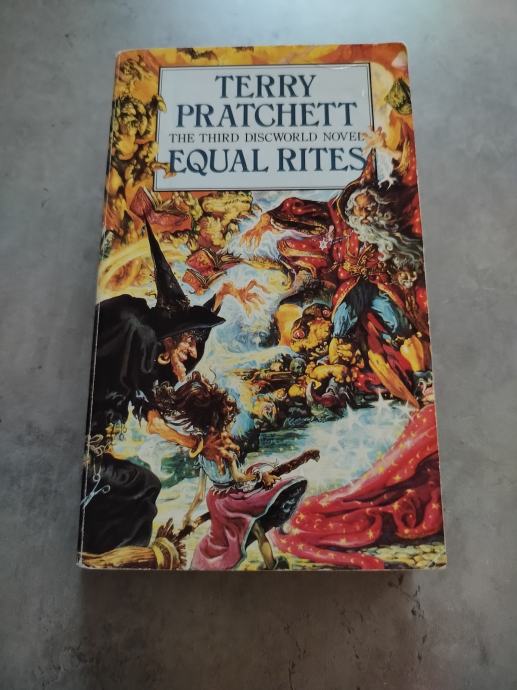 TERRY
PRATCHETT
THE THIRD DISCWORLD NOVEL
EQUAL RITES